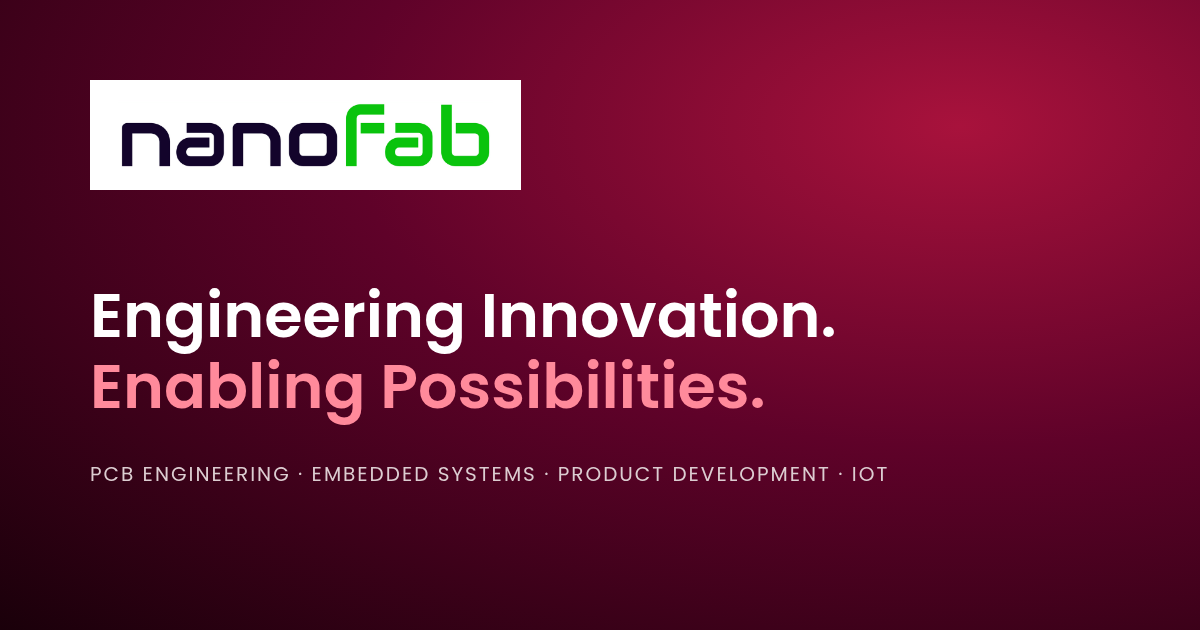 nanofab
Engineering Innovation.
Enabling Possibilities.
PCB ENGINEERING · EMBEDDED SYSTEMS · PRODUCT DEVELOPMENT · IOT